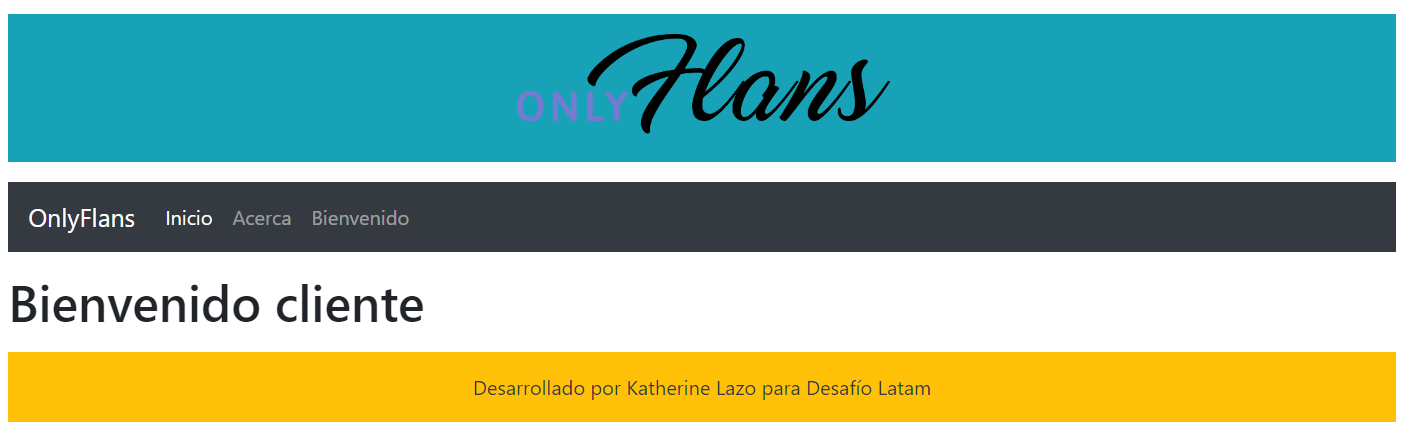 ONLY Flans
OnlyFlans Inicio Acerca Bienvenido
Bienvenido cliente
Desarrollado por Katherine Lazo para Desafío Latam